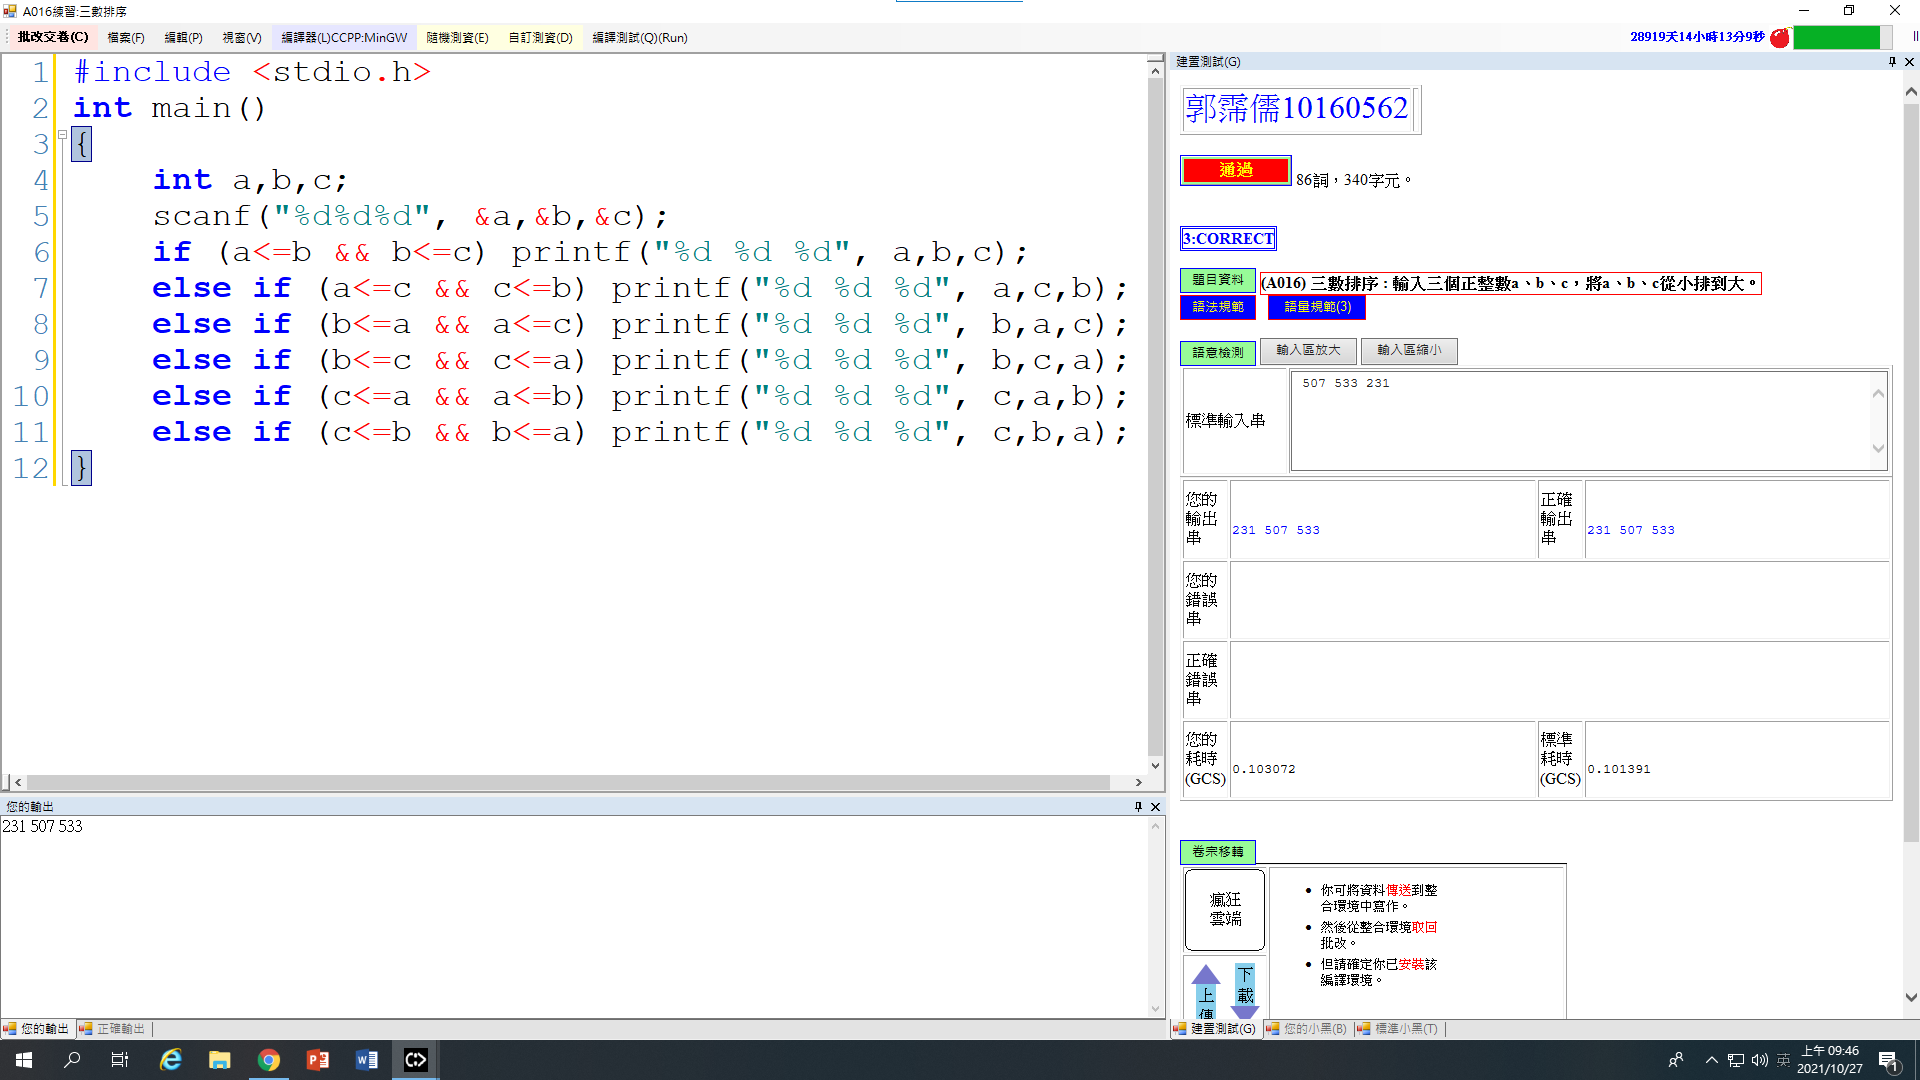 A016練習:三數排序
批改交卷(C) 檔案(F) 編輯(P) 視窗(V) 編譯器(L)CCPP:MinGW 隨機測資(E) 自訂測資(D) 編譯測試(Q)(Run)
28919天14小時13分9秒
1 #include <stdio.h>
2 int main()
3 {
4 int a,b,c;
5 scanf("%d%d%d", &a,&b,&c);
6 if (a<=b && b<=c) printf("%d %d %d", a,b,c);
7 else if (a<=c && c<=b) printf("%d %d %d", a,c,b);
8 else if (b<=a && a<=c) printf("%d %d %d", b,a,c);
9 else if (b<=c && c<=a) printf("%d %d %d", b,c,a);
10 else if (c<=a && a<=b) printf("%d %d %d", c,a,b);
11 else if (c<=b && b<=a) printf("%d %d %d", c,b,a);
12 }
您的輸出
231 507 533
您的輸出 正確輸出
建置測試(G)
郭霈儒10160562
通過 86詞，340字元。
3:CORRECT
題目資料 (A016) 三數排序：輸入三個正整數a、b、c，將a、b、c從小排到大。
語法規範 語量規範(3)
語意檢測 輸入區放大 輸入區縮小
標準輸入串
507 533 231
您的輸出串
231 507 533
正確輸出串
231 507 533
您的錯誤串
正確錯誤串
您的耗時(GCS)
0.103072
標準耗時(GCS)
0.101391
卷宗移轉
瘋狂
雲端
上傳
下載
你可將資料傳送到整
合環境中寫作。
然後從整合環境取回
批改。
但請確定你已安裝該
編譯環境。
建置測試(G) 您的小黑(B) 標準小黑(T)
英
上午 09:46
2021/10/27
1